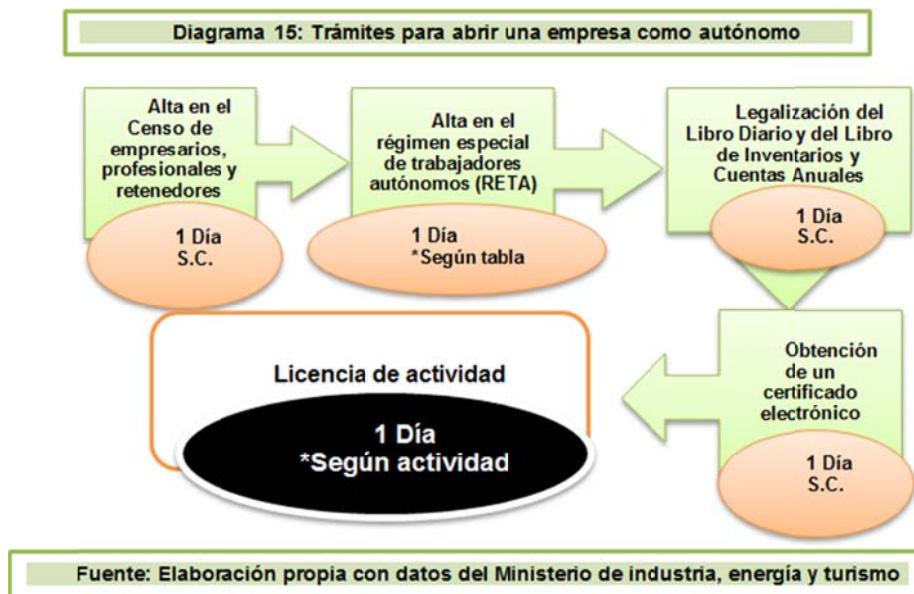 Diagrama 15: Trámites para abrir una empresa como autónomo
Alta en el
Censo de
empresarios,
profesionales y
retenedores
1 Día
S.C.
Alta en el
régimen especial
de trabajadores
autónomos (RETA)
1 Día
*Según tabla
Legalización del
Libro Diario y del Libro
de Inventarios y
Cuentas Anuales
1 Día
S.C.
Obtención
de un
certificado
electrónico
1 Día
S.C.
Licencia de actividad
1 Día
*Según actividad
Fuente: Elaboración propia con datos del Ministerio de industria, energía y turismo